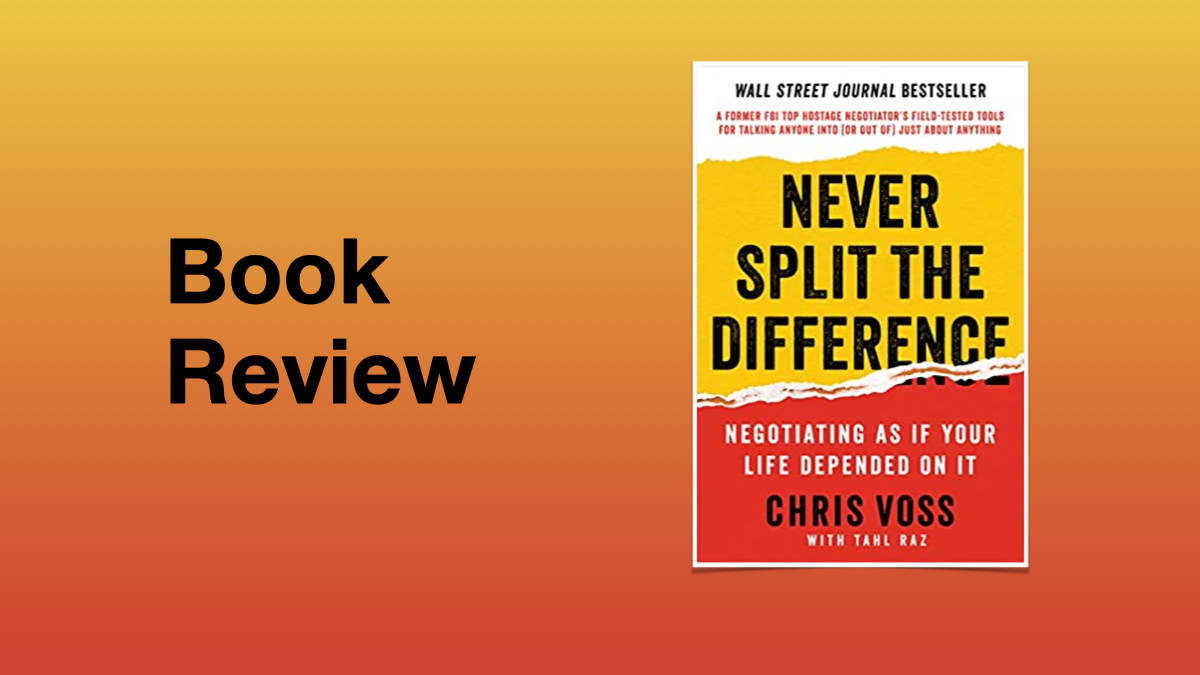 Book
Review
WALL STREET JOURNAL BESTSELLER
A FORMER FBI TOP HOSTAGE NEGOTIATOR'S FIELD-TESTED TOOLS
FOR TALKING ANYONE INTO (OR OUT OF) JUST ABOUT ANYTHING
NEVER
SPLIT THE
DIFFERENCE
NEGOTIATING AS IF YOUR
LIFE DEPENDED ON IT
CHRIS VOSS
WITH TAHL RAZ